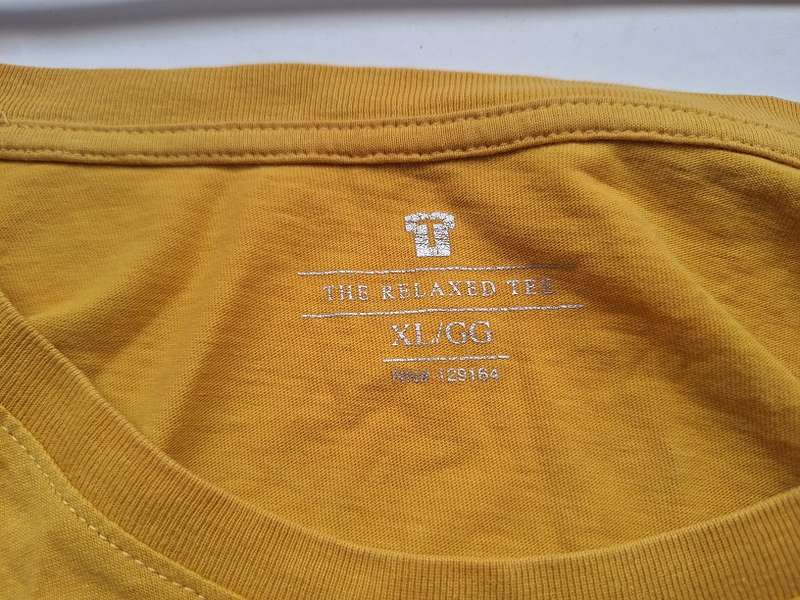 T
THE RELAXED TEE
XL/GG
RN# 129164